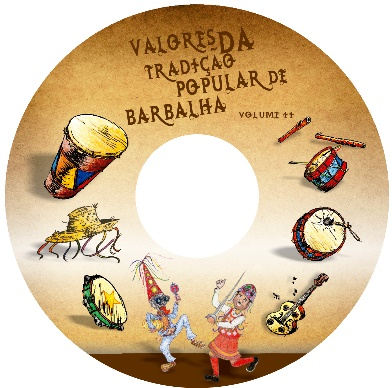 VALORES DA
TRADIÇÃO
POPULAR DE
BARBALHA
VOLUME II